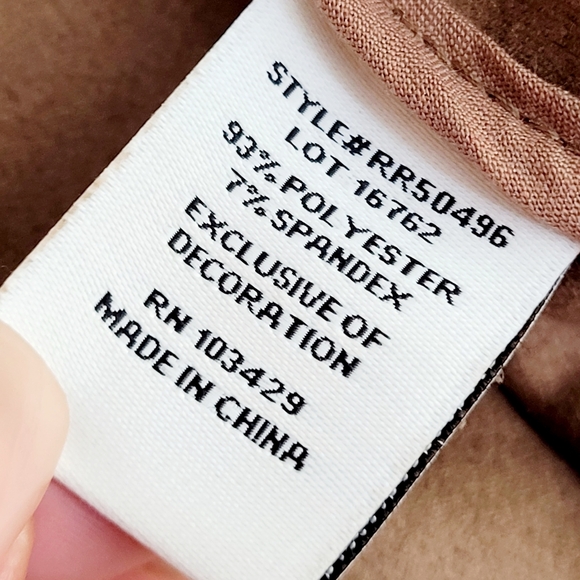 STYLE#RR50496
LOT 16762
93% POLYESTER
7% SPANDEX
EXCLUSIVE OF
DECORATION
RN 103429
MADE IN CHINA